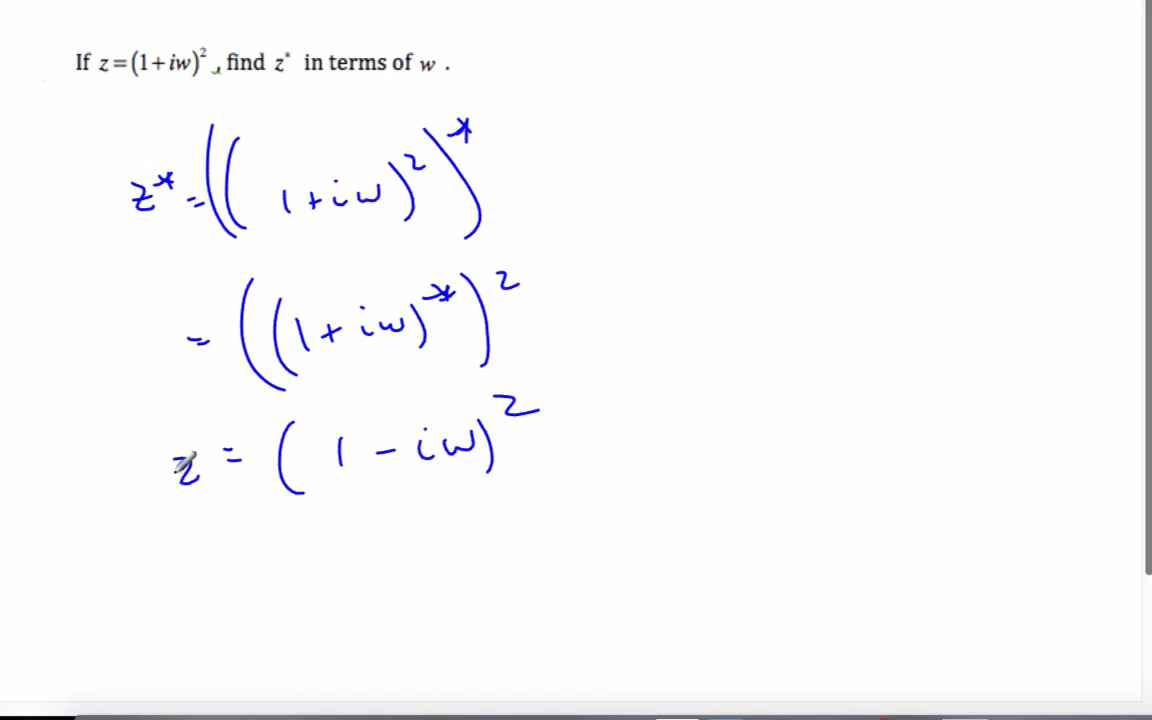 If z=(1+iw)², find z* in terms of w .
z* = ((1+iw)²)*
= ((1+iw)*)²
z = (1-iw)²